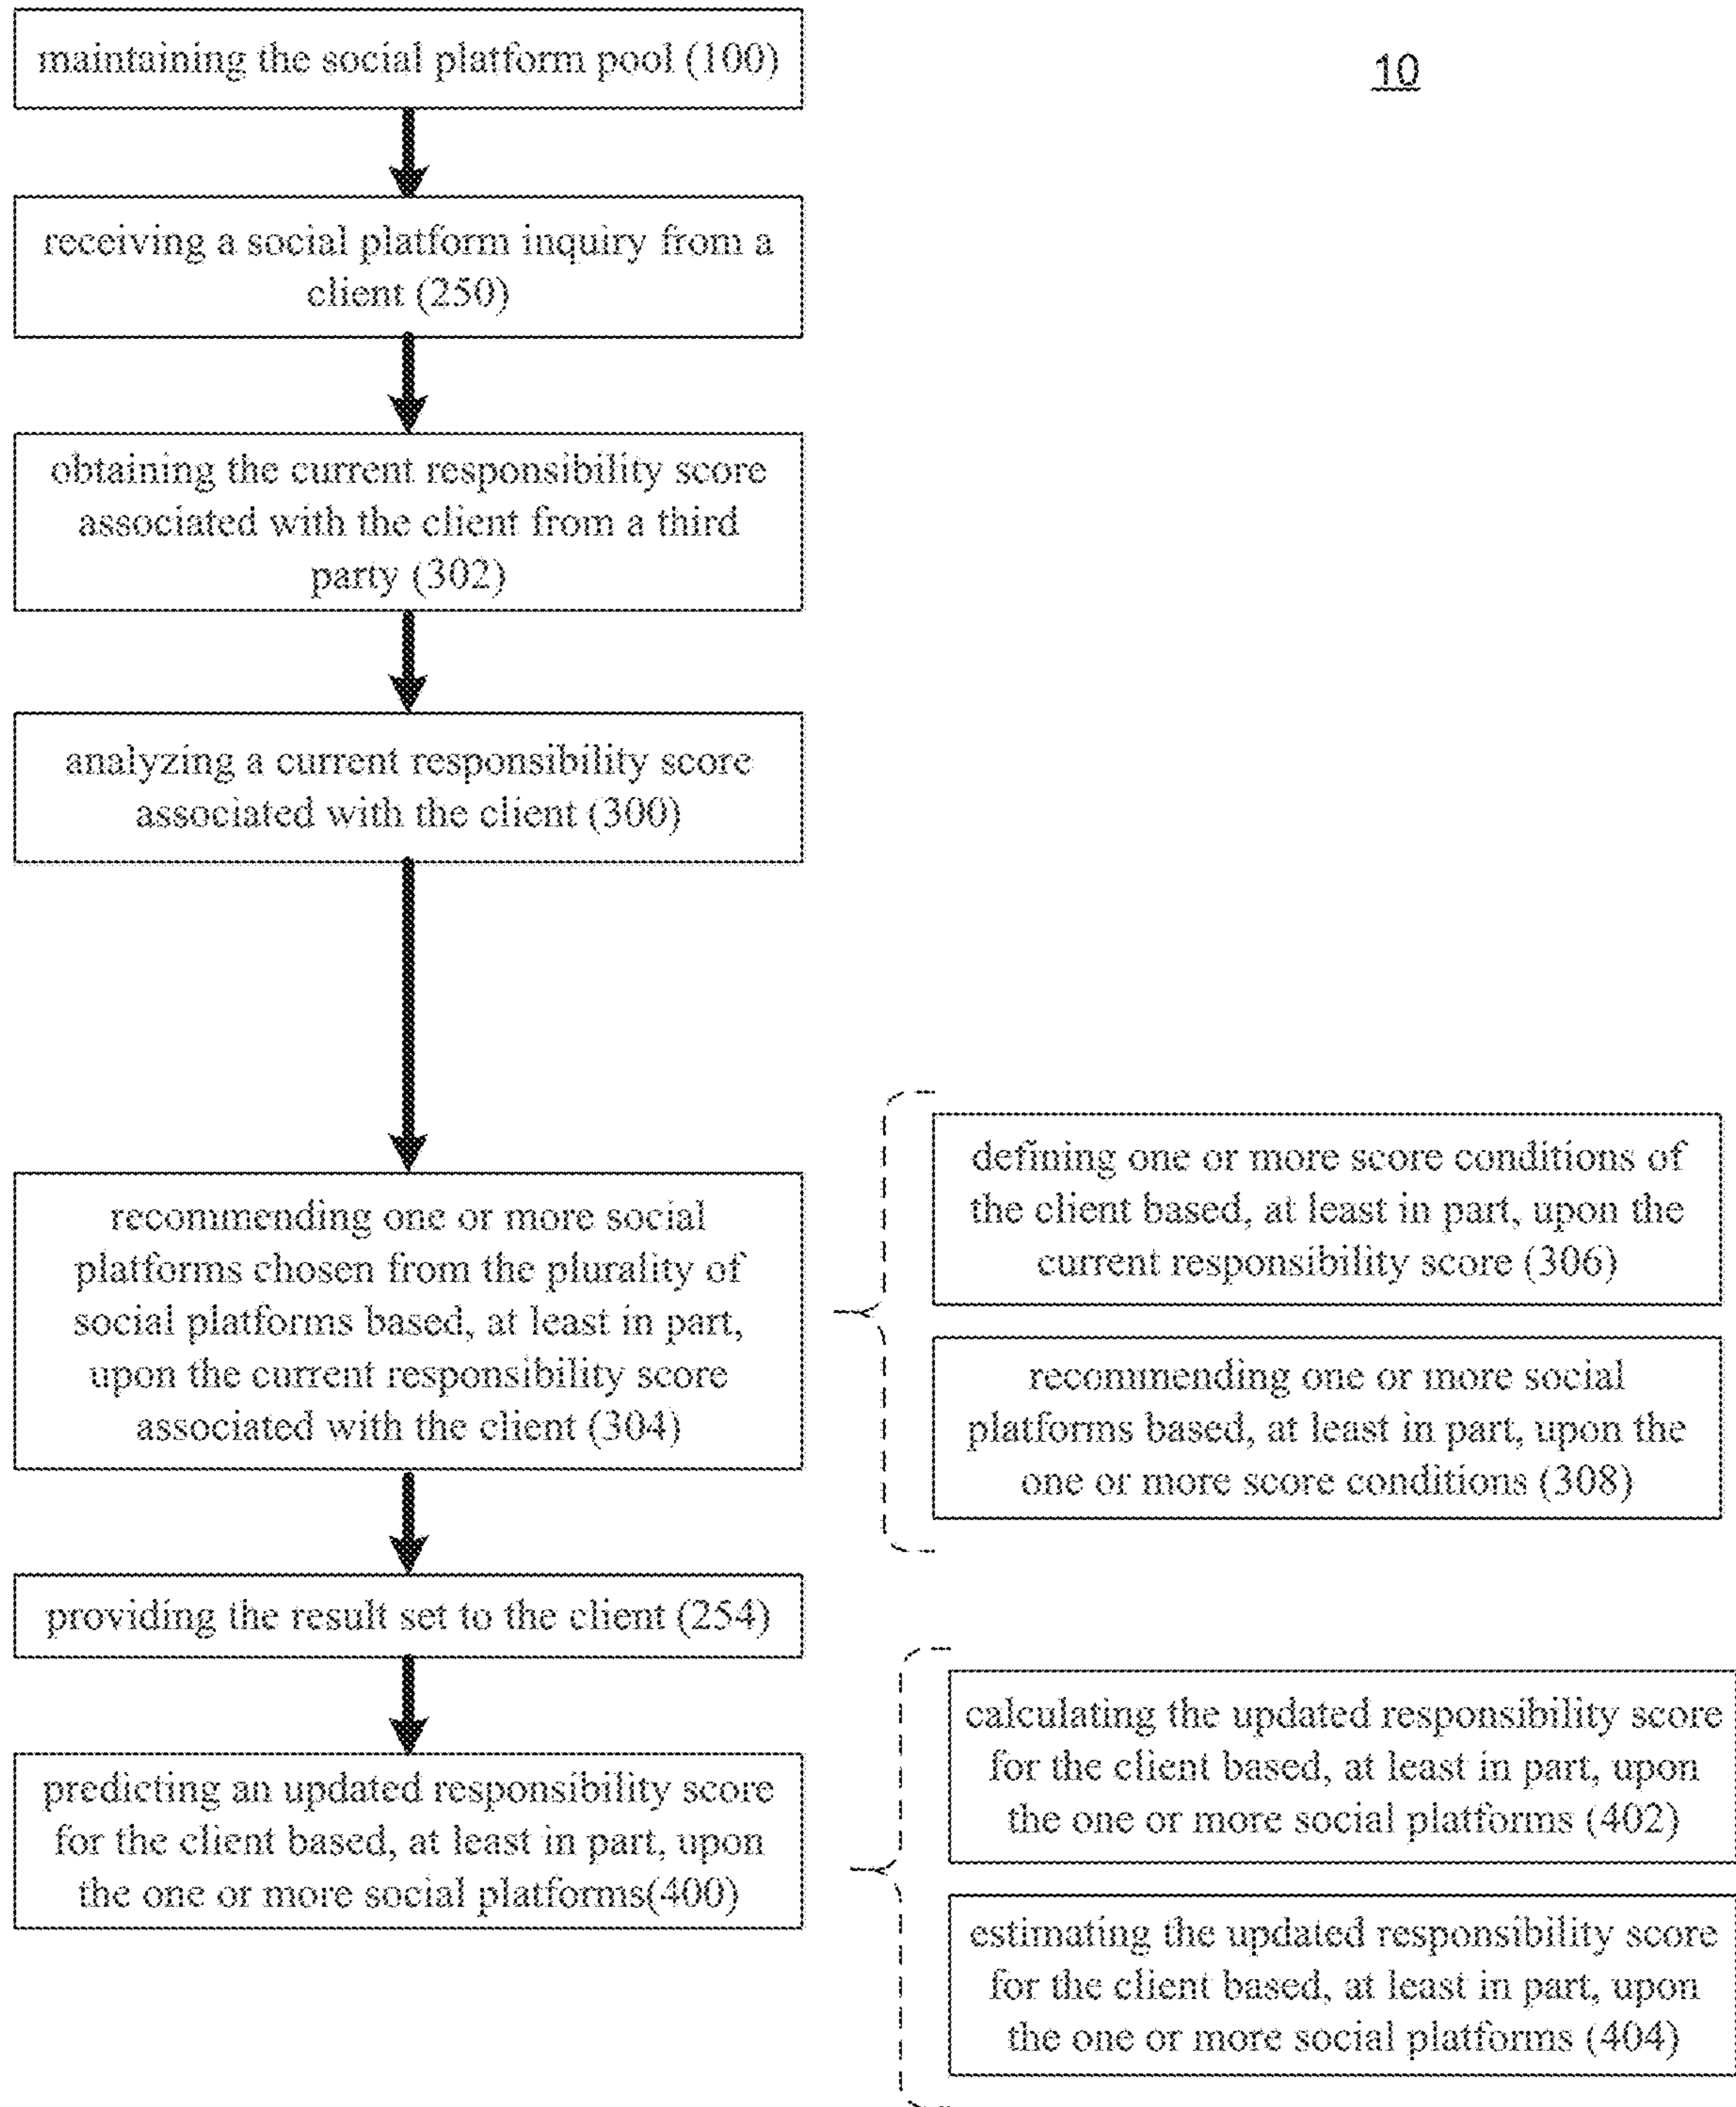 maintaining the social platform pool (100)
10
receiving a social platform inquiry from a
client (250)
obtaining the current responsibility score
associated with the client from a third
party (302)
analyzing a current responsibility score
associated with the client (300)
recommending one or more social
platforms chosen from the plurality of
social platforms based, at least in part,
upon the current responsibility score
associated with the client (304)
defining one or more score conditions of
the client based, at least in part, upon the
current responsibility score (306)
recommending one or more social
platforms based, at least in part, upon the
one or more score conditions (308)
providing the result set to the client (254)
predicting an updated responsibility score
for the client based, at least in part, upon
the one or more social platforms(400)
calculating the updated responsibility score
for the client based, at least in part, upon
the one or more social platforms (402)
estimating the updated responsibility score
for the client based, at least in part, upon
the one or more social platforms (404)